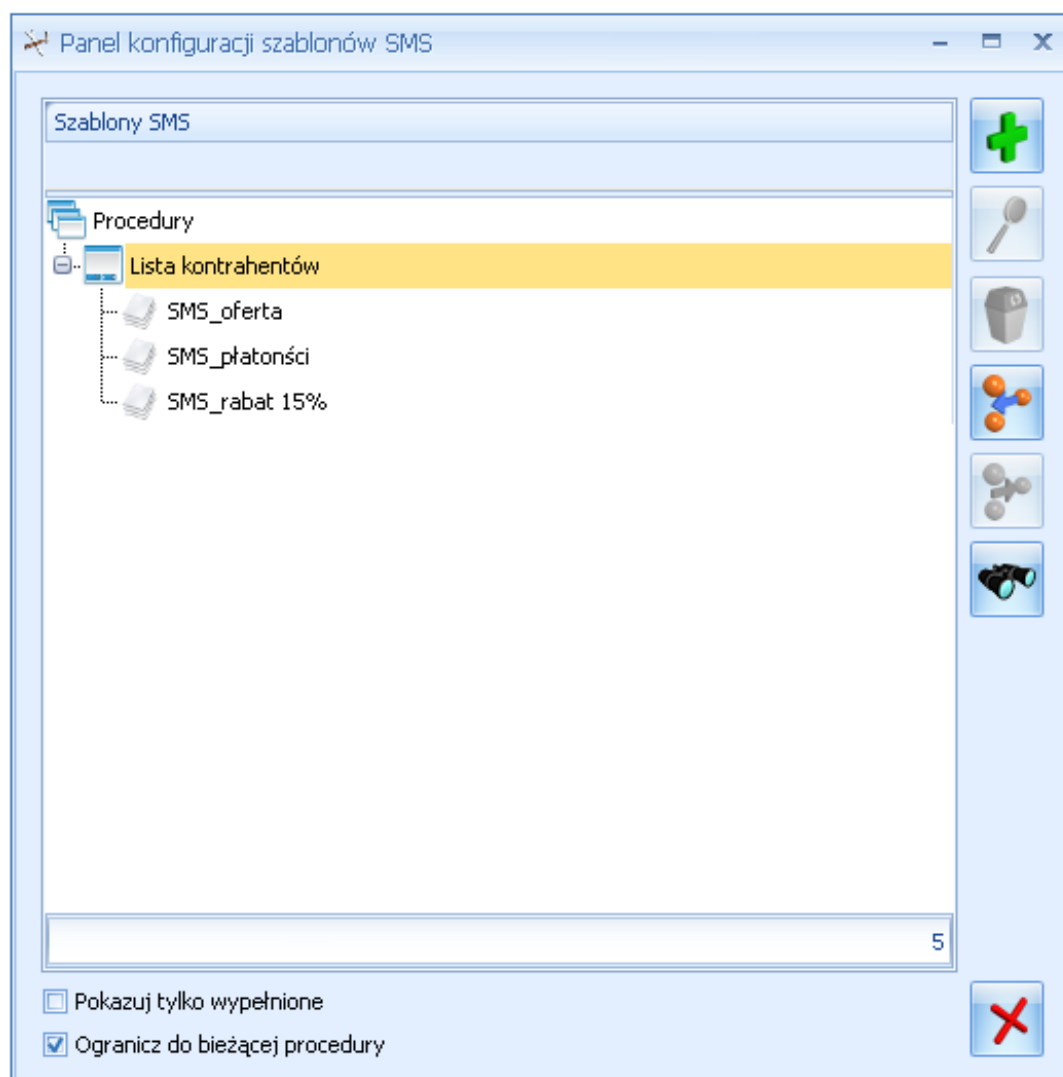 Panel konfiguracji szablonów SMS
Szablony SMS
Procedury
Lista kontrahentów
SMS_oferta
SMS_płatonści
SMS_rabat 15%
5
Pokazuj tylko wypełnione
Ogranicz do bieżącej procedury